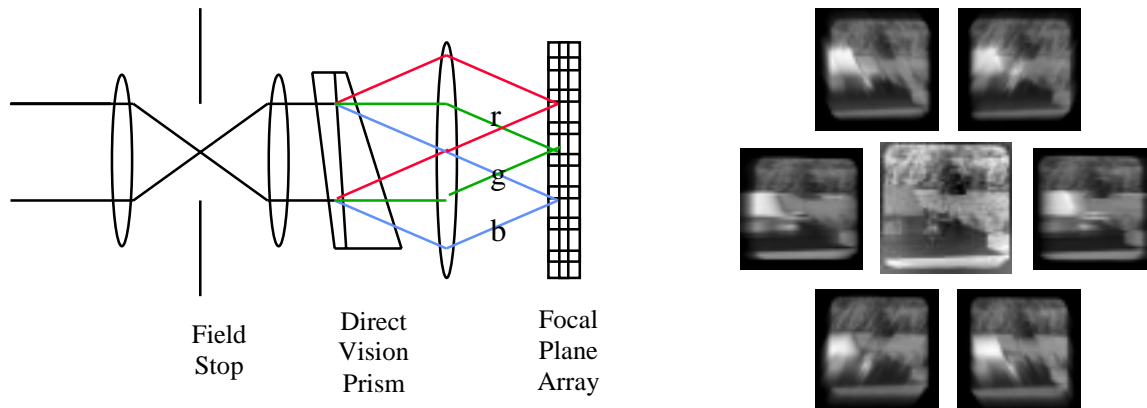 r
g
b
Field
Stop
Direct
Vision
Prism
Focal
Plane
Array